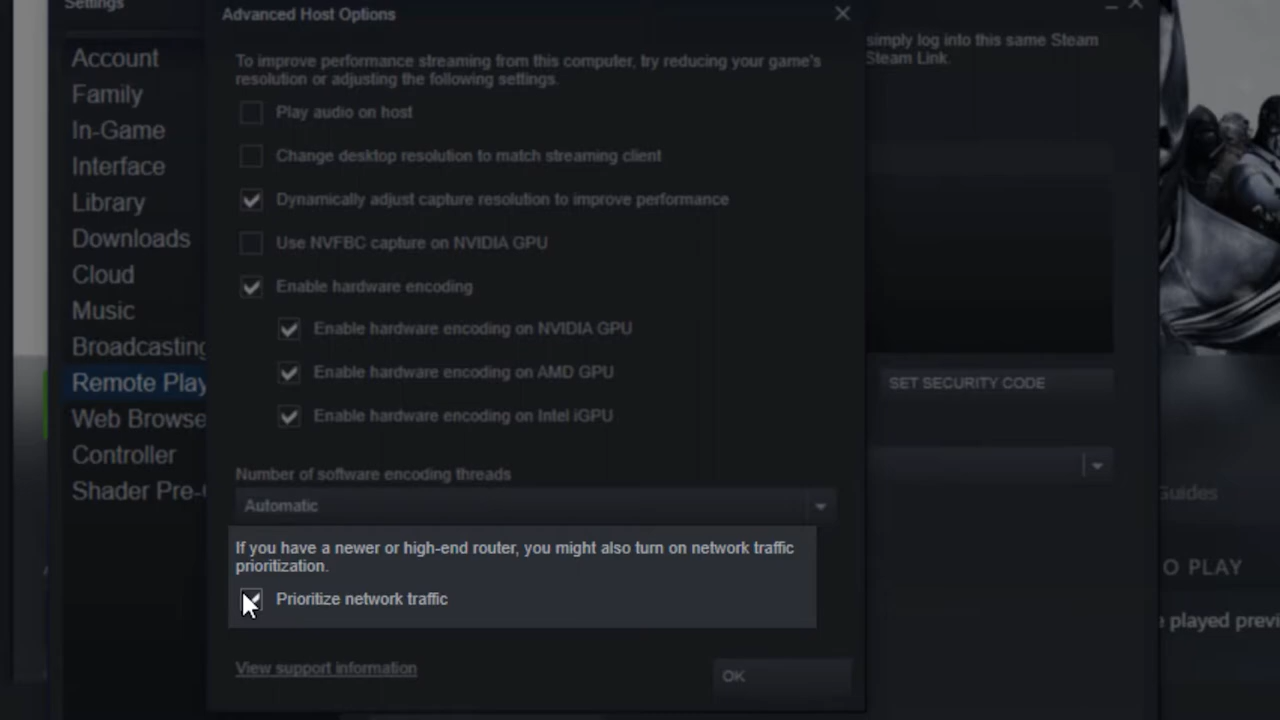 Settings
Account
Family
In-Game
Interface
Library
Downloads
Cloud
Music
Broadcasting
Remote Play
Web Browse
Controller
Shader Pre-
Advanced Host Options
To improve performance streaming from this computer, try reducing your game's
resolution or adjusting the following settings.
Play audio on host
Change desktop resolution to match streaming client
Dynamically adjust capture resolution to improve performance
Use NVFBC capture on NVIDIA GPU
Enable hardware encoding
Enable hardware encoding on NVIDIA GPU
Enable hardware encoding on AMD GPU
Enable hardware encoding on Intel iGPU
Number of software encoding threads
Automatic
If you have a newer or high-end router, you might also turn on network traffic
prioritization.
Prioritize network traffic
View support information
OK
simply log into this same Steam
Steam Link.
SET SECURITY CODE
Guides
O PLAY
played previ